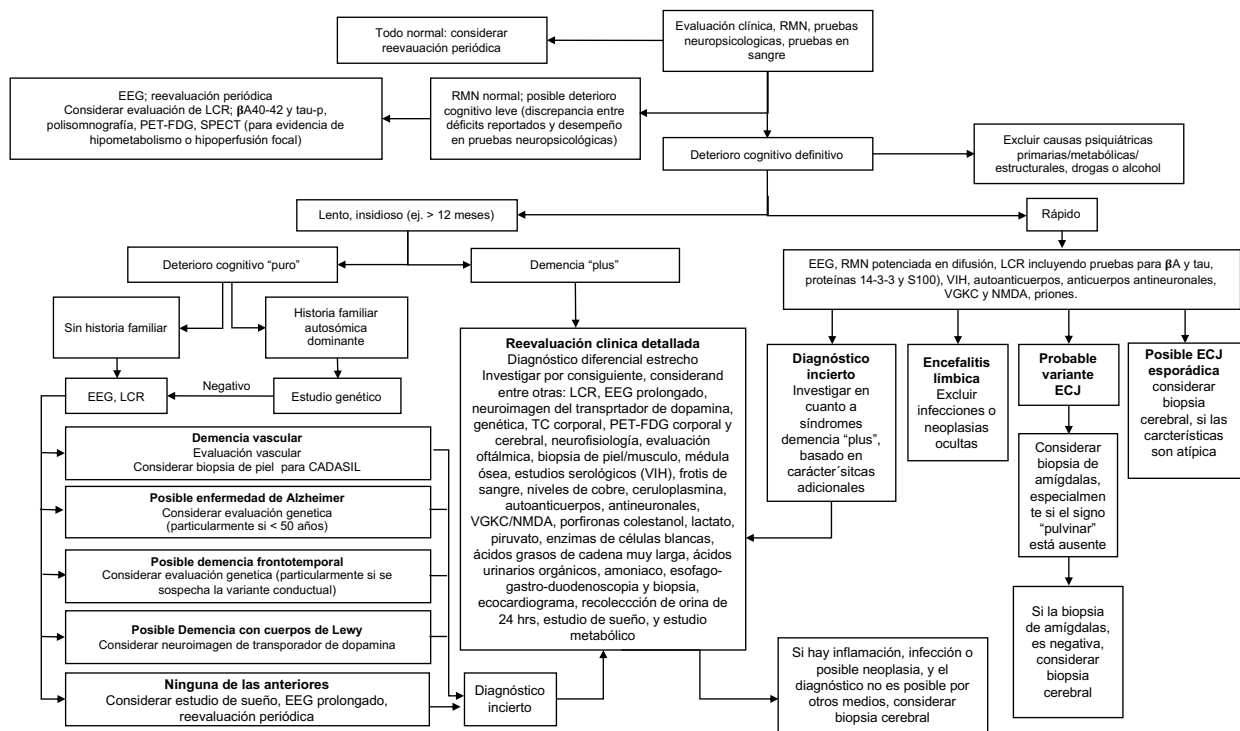 Todo normal: considerar
reevauación periódica
Evaluación clínica, RMN, pruebas
neuropsicologicas, pruebas en
sangre
EEG; reevaluación periódica
Considerar evaluación de LCR; βA40-42 y tau-p,
polisomnografía, PET-FDG, SPECT (para evidencia de
hipometabolismo o hipoperfusión focal)
RMN normal; posible deterioro
cognitivo leve (discrepancia entre
déficits reportados y desempeño
en pruebas neuropsicológicas)
Deterioro cognitivo definitivo
Excluir causas psiquiátricas
primarias/metabólicas/
estructurales, drogas o alcohol
Lento, insidioso (ej. > 12 meses)
Rápido
Deterioro cognitivo “puro”
Demencia “plus”
EEG, RMN potenciada en difusión, LCR incluyendo pruebas para βA y tau,
proteínas 14-3-3 y S100), VIH, autoanticuerpos, anticuerpos antineuronales,
VGKC y NMDA, priones.
Sin historia familiar
Historia familiar
autosómica
dominante
EEG, LCR
Negativo
Estudio genético
Reevaluación clinica detallada
Diagnóstico diferencial estrecho
Investigar por consiguiente, considerand
entre otras: LCR, EEG prolongado,
neuroimagen del transprtador de dopamina,
genética, TC corporal, PET-FDG corporal y
cerebral, neurofisiología, evaluación
oftálmica, biopsia de piel/musculo, médula
ósea, estudios serológicos (VIH), frotis de
sangre, niveles de cobre, ceruloplasmina,
autoanticuerpos, antineuronales,
VGKC/NMDA, porfironas colestanol, lactato,
piruvato, enzimas de células blancas,
ácidos grasos de cadena muy larga, ácidos
urinarios orgánicos, amoniaco, esofago-
gastro-duodenoscopia y biopsia,
ecocardiograma, recoleccción de orina de
24 hrs, estudio de sueño, y estudio
metabólico
Diagnóstico
incierto
Investigar en
cuanto a
síndromes
demencia “plus”,
basado en
carácter´sitcas
adicionales
Encefalitis
límbica
Excluir
infecciones o
neoplasias
ocultas
Probable
variante
ECJ
Posible ECJ
esporádica
considerar
biopsia
cerebral, si las
carcterísticas
son atípica
Considerar
biopsia de
amígdalas,
especialmen
te si el signo
“pulvinar”
está ausente
Si la biopsia
de amígdalas,
es negativa,
considerar
biopsia
cerebral
Demencia vascular
Evaluación vascular
Considerar biopsia de piel para CADASIL
Posible enfermedad de Alzheimer
Considerar evaluación genetica
(particularmente si < 50 años)
Posible demencia frontotemporal
Considerar evaluación genetica (particularmente si se
sospecha la variante conductual)
Posible Demencia con cuerpos de Lewy
Considerar neuroimagen de transporador de dopamina
Ninguna de las anteriores
Considerar estudio de sueño, EEG prolongado,
reevaluación periódica
Diagnóstico
incierto
Si hay inflamación, infección o
posible neoplasia, y el
diagnóstico no es posible por
otros medios, considerar
biopsia cerebral